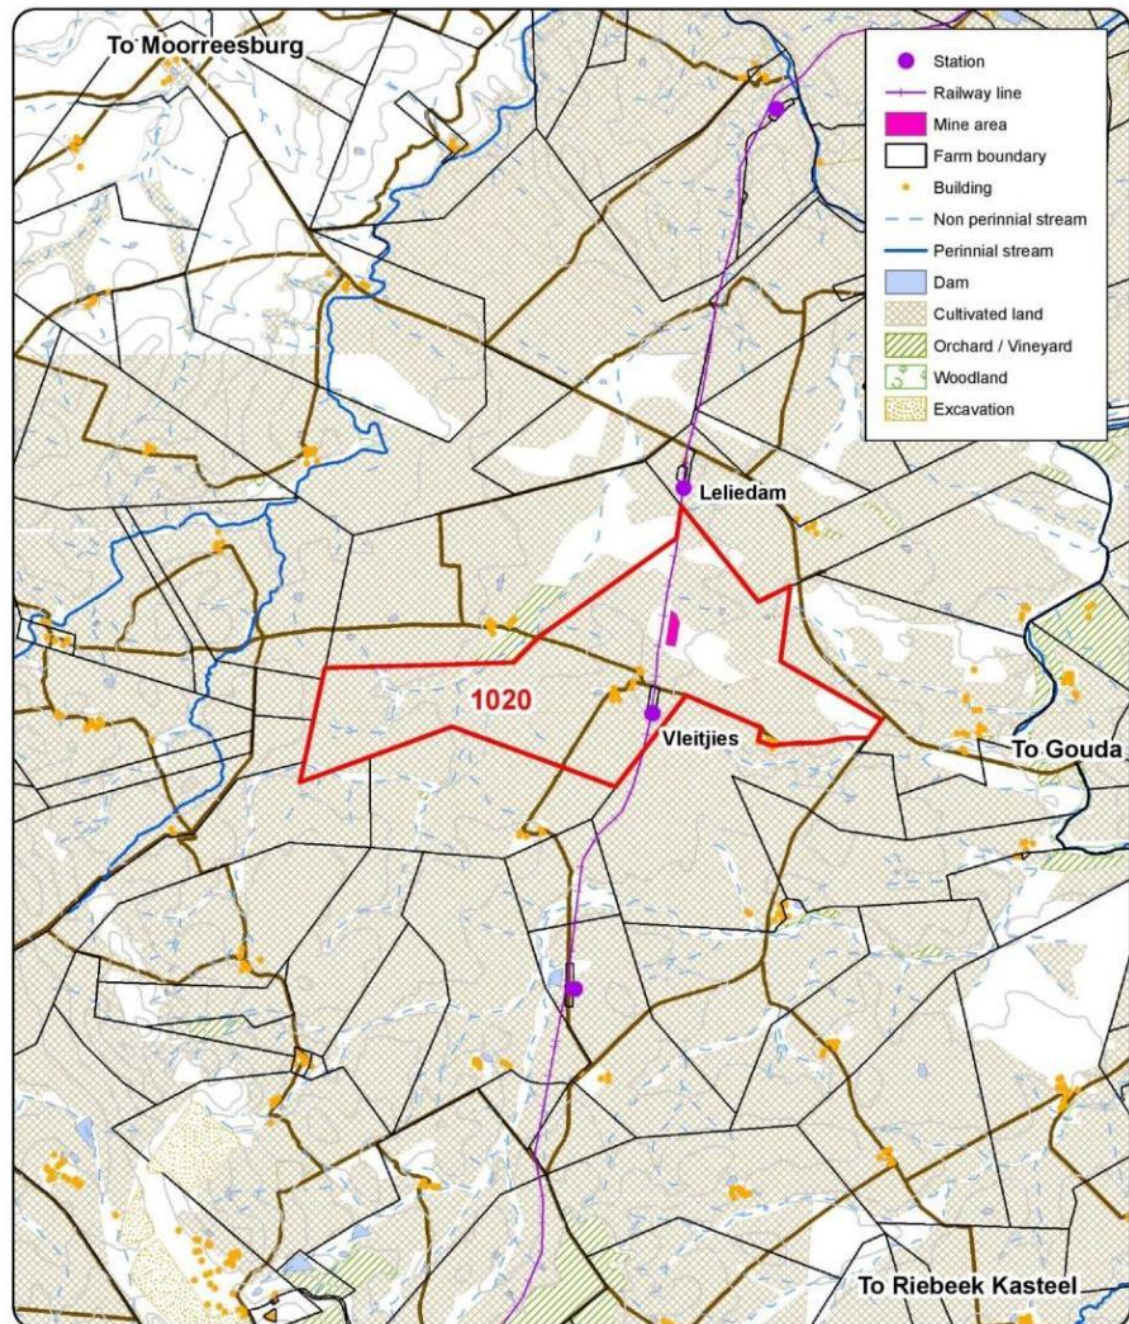 To Moorreesburg
Station
Railway line
Mine area
Farm boundary
Building
Non perinnial stream
Perinnial stream
Dam
Cultivated land
Orchard / Vineyard
Woodland
Excavation
Leliedam
1020
Vleitjies
To Gouda
To Riebeek Kasteel